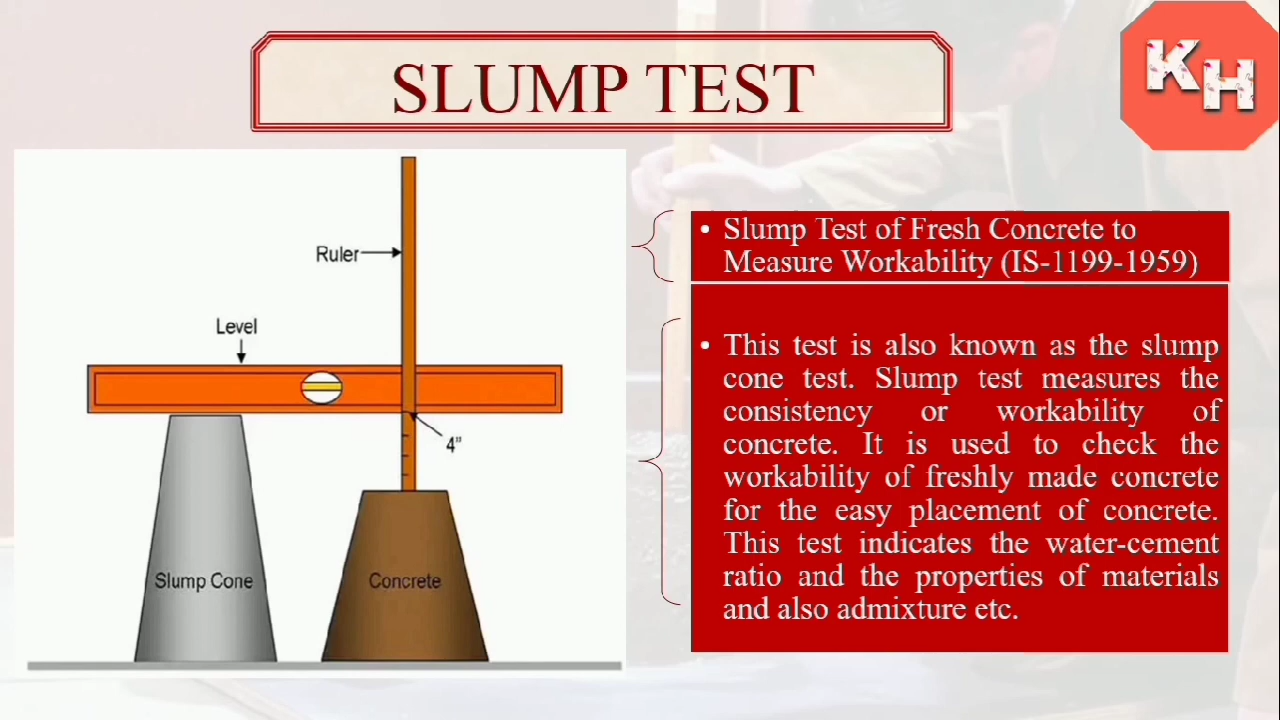 SLUMP TEST
KH
Ruler
Level
4”
Slump Cone
Concrete
• Slump Test of Fresh Concrete to
Measure Workability (IS-1199-1959)
• This test is also known as the slump
cone test. Slump test measures the
consistency or workability of
concrete. It is used to check the
workability of freshly made concrete
for the easy placement of concrete.
This test indicates the water-cement
ratio and the properties of materials
and also admixture etc.